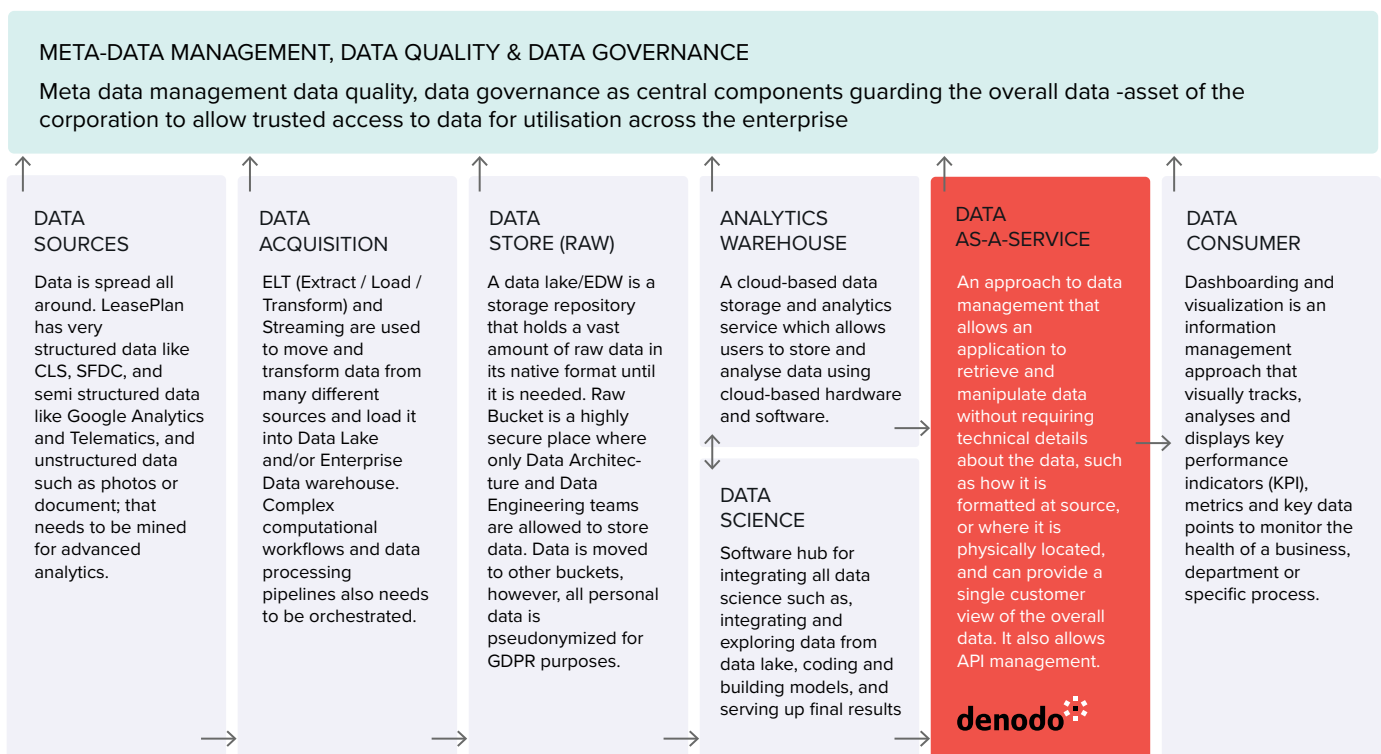 META-DATA MANAGEMENT, DATA QUALITY & DATA GOVERNANCE
Meta data management data quality, data governance as central components guarding the overall data -asset of the
corporation to allow trusted access to data for utilisation across the enterprise
DATA
SOURCES
Data is spread all
around. LeasePlan
has very
structured data like
CLS, SFDC, and
semi structured data
like Google Analytics
and Telematics, and
unstructured data
such as photos or
document; that
needs to be mined
for advanced
analytics.
DATA
ACQUISITION
ELT (Extract / Load /
Transform) and
Streaming are used
to move and
transform data from
many different
sources and load it
into Data Lake
and/or Enterprise
Data warehouse.
Complex
computational
workflows and data
processing
pipelines also needs
to be orchestrated.
DATA
STORE (RAW)
A data lake/EDW is a
storage repository
that holds a vast
amount of raw data in
its native format until
it is needed. Raw
Bucket is a highly
secure place where
only Data Architec-
ture and Data
Engineering teams
are allowed to store
data. Data is moved
to other buckets,
however, all personal
data is
pseudonymized for
GDPR purposes.
ANALYTICS
WAREHOUSE
A cloud-based data
storage and analytics
service which allows
users to store and
analyse data using
cloud-based hardware
and software.
DATA
SCIENCE
Software hub for
integrating all data
science such as,
integrating and
exploring data from
data lake, coding and
building models, and
serving up final results
DATA
AS-A-SERVICE
An approach to data
management that
allows an
application to
retrieve and
manipulate data
without requiring
technical details
about the data, such
as how it is
formatted at source,
or where it is
physically located,
and can provide a
single customer
view of the overall
data. It also allows
API management.
denodo
DATA
CONSUMER
Dashboarding and
visualization is an
information
management
approach that
visually tracks,
analyses and
displays key
performance
indicators (KPI),
metrics and key data
points to monitor the
health of a business,
department or
specific process.